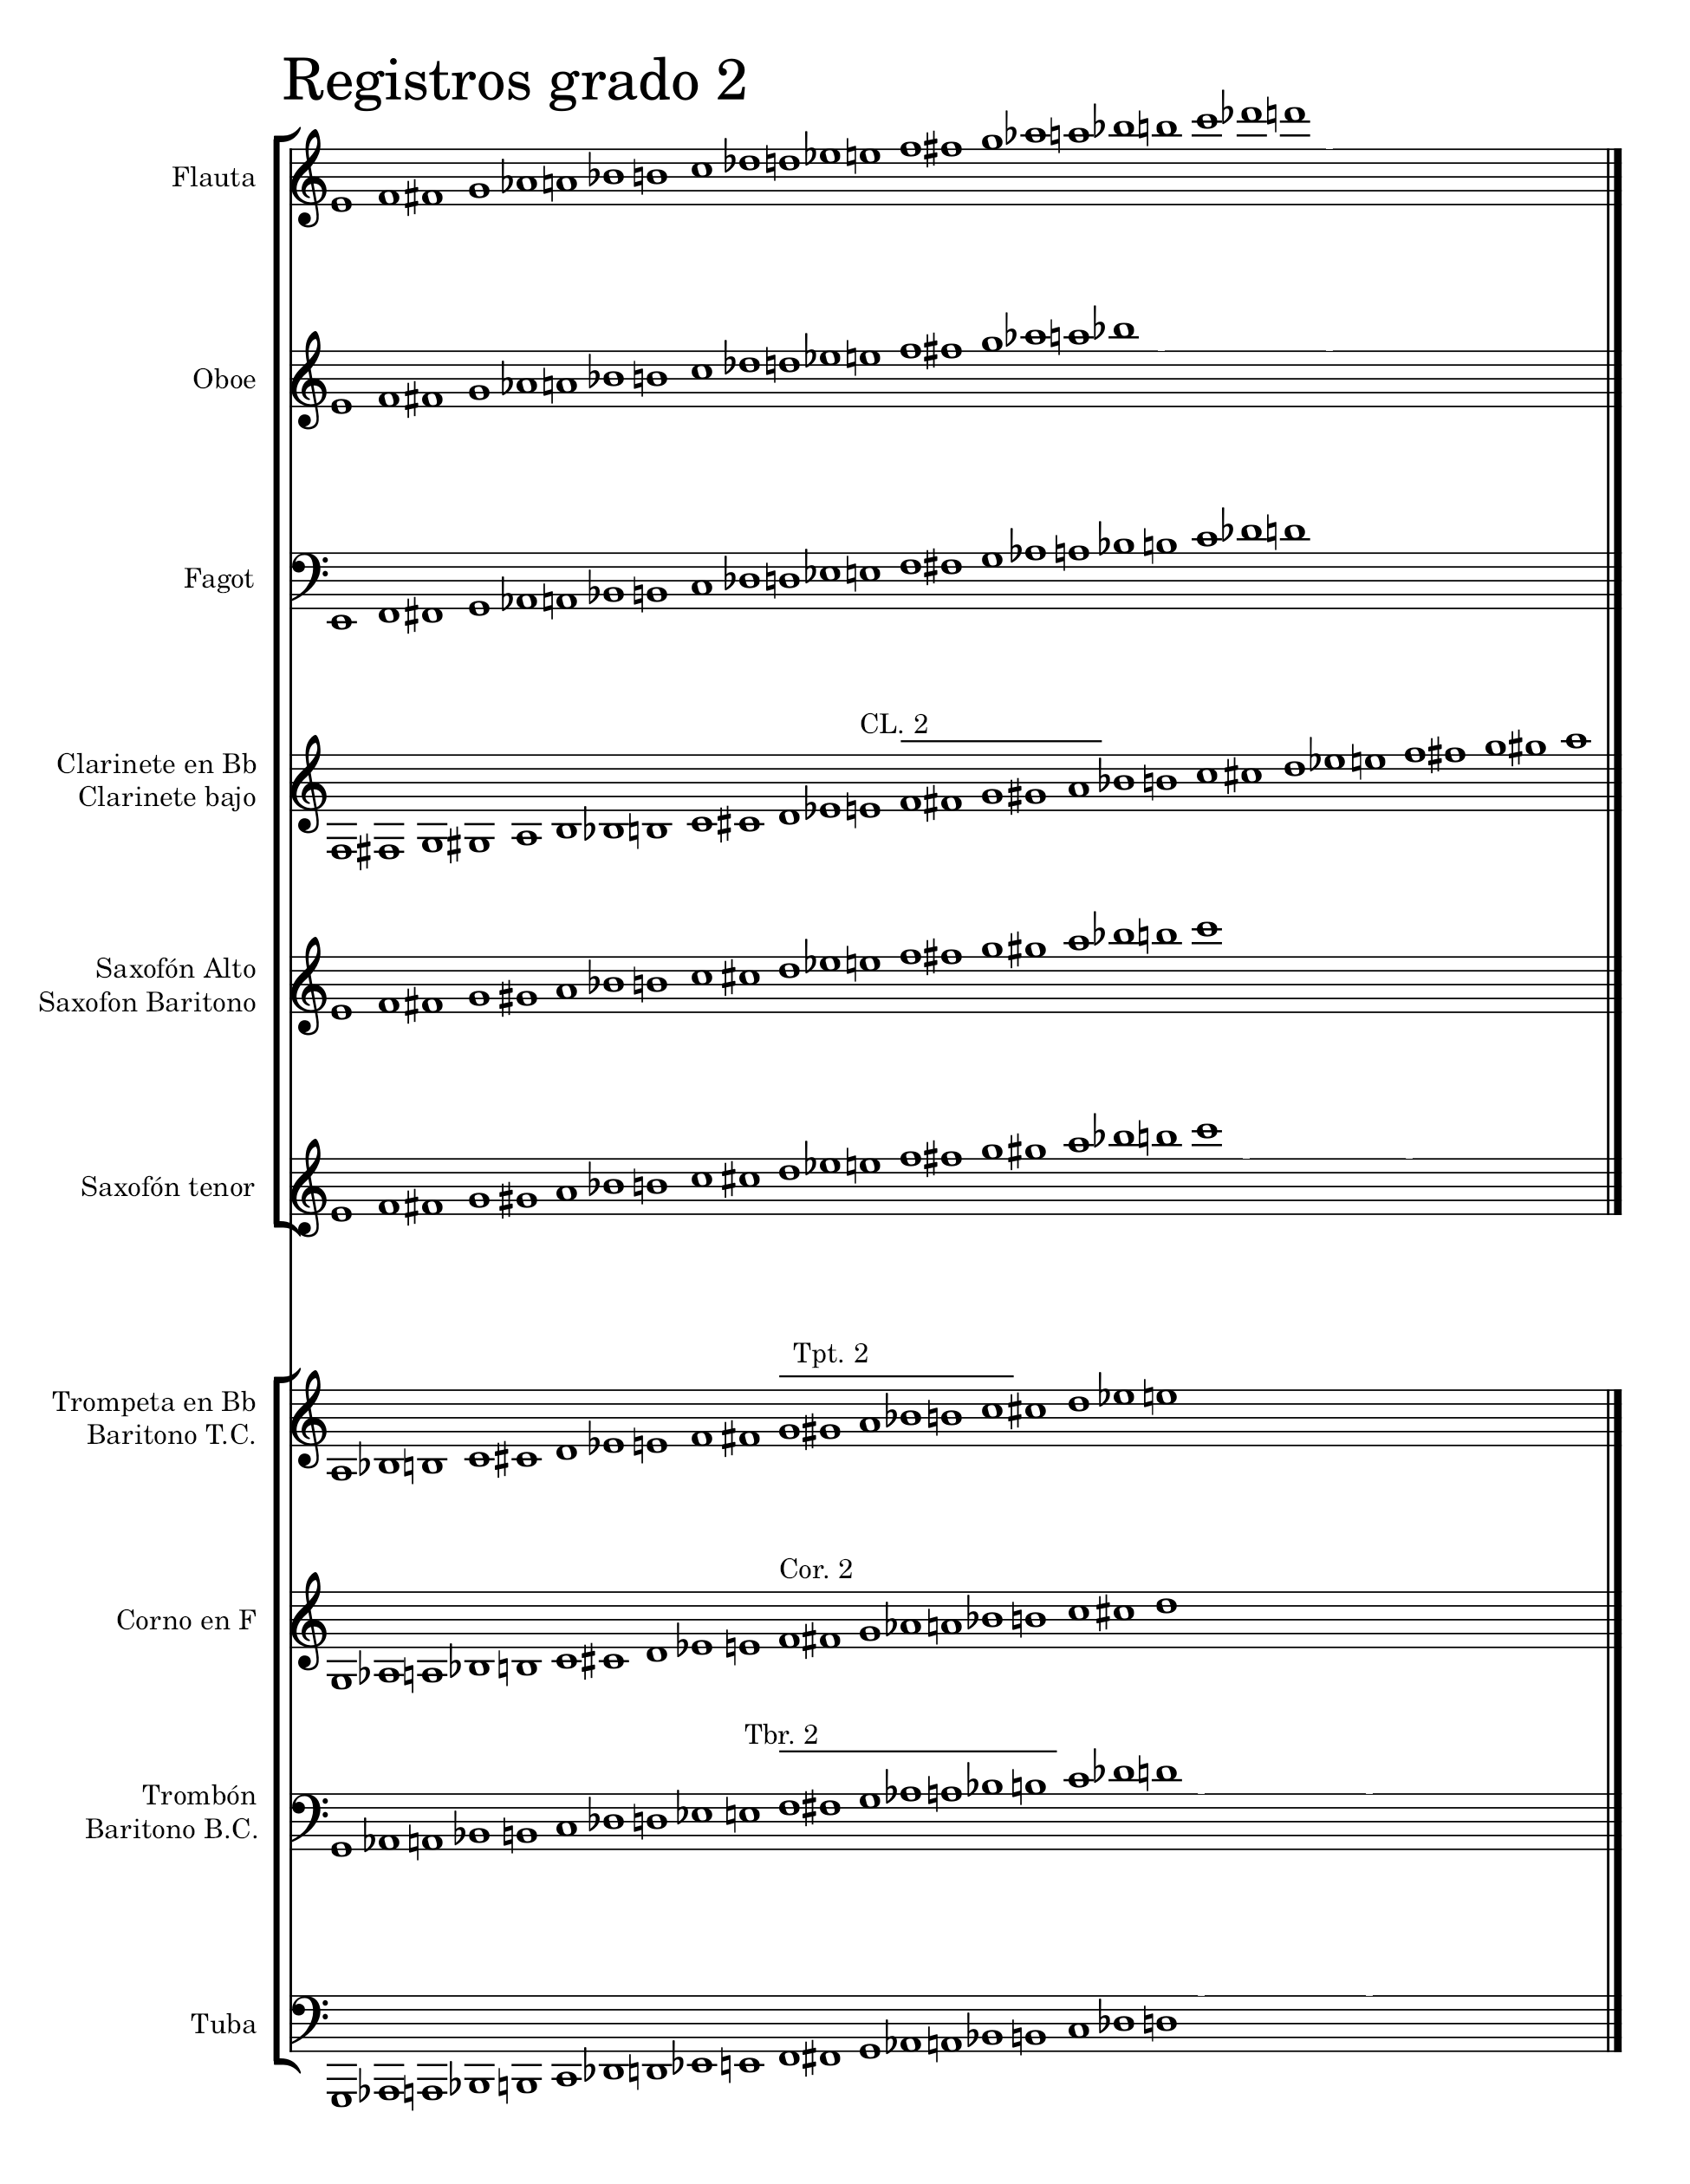 Registros grado 2
Flauta
Oboe
Fagot
CL. 2
Clarinete en Bb
Clarinete bajo
Saxofón Alto
Saxofon Baritono
Saxofón tenor
Tpt. 2
Trompeta en Bb
Baritono T.C.
Cor. 2
Corno en F
Tbr. 2
Trombón
Baritono B.C.
Tuba